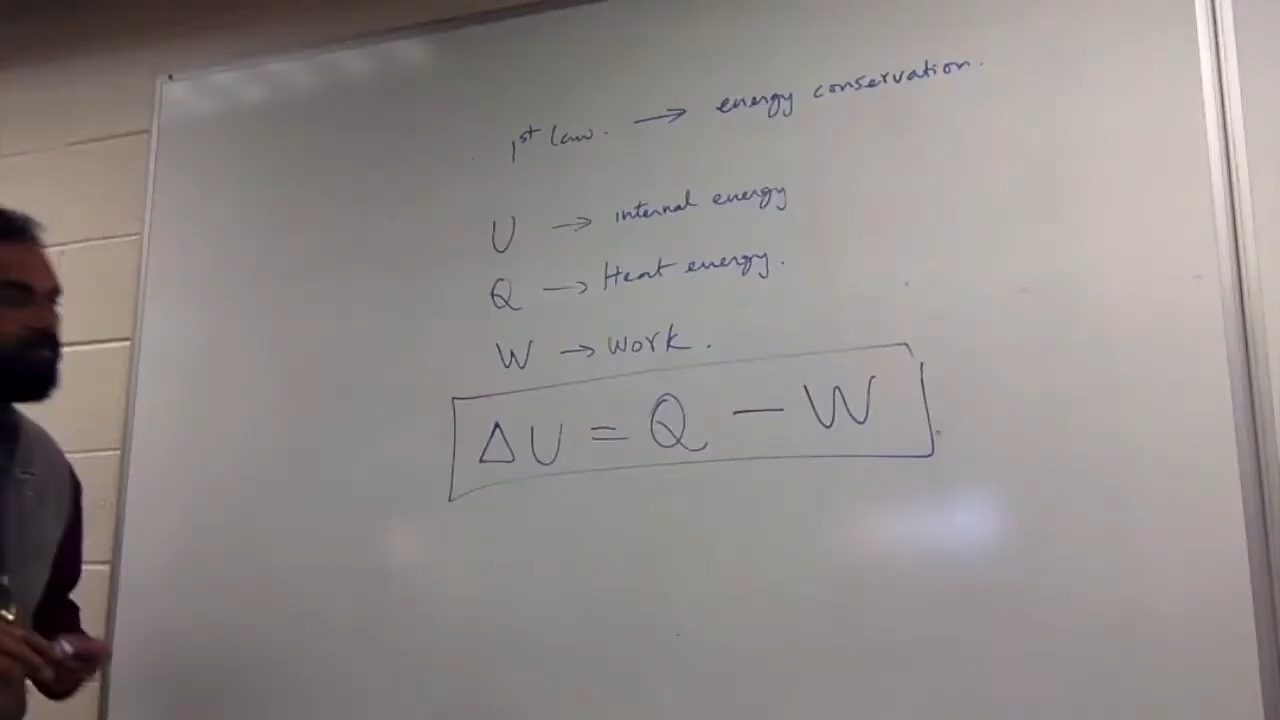 1st law. → energy conservation.
U → internal energy
Q → Heat energy.
W → work.
ΔU = Q - W